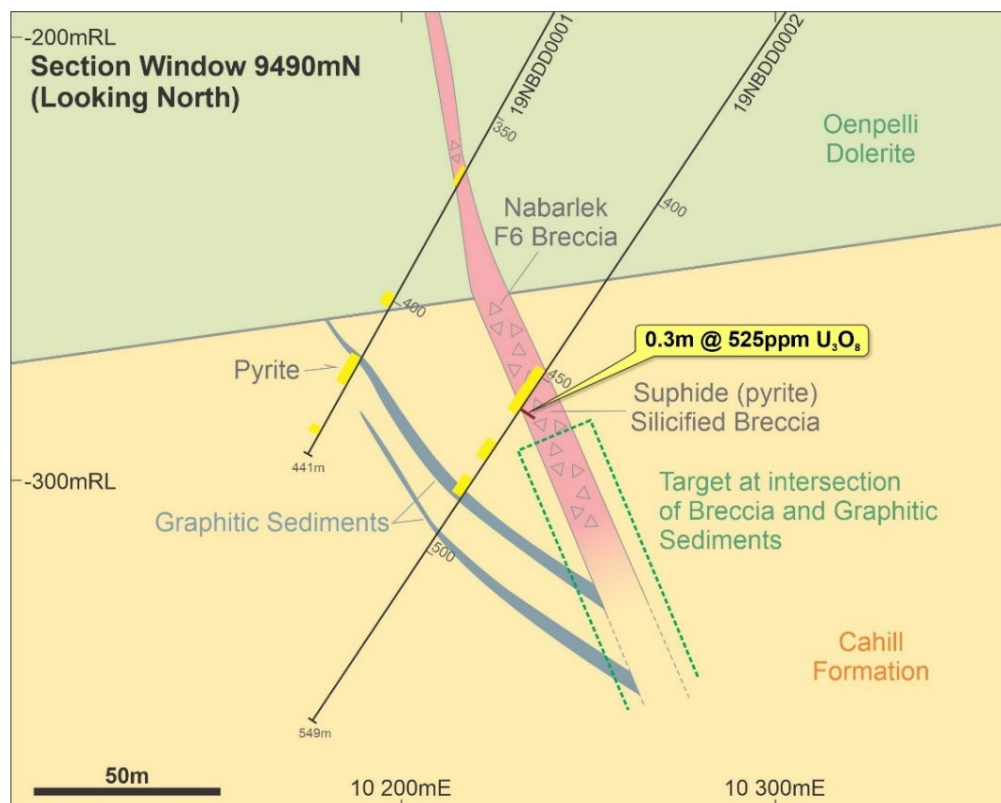 -200mRL
Section Window 9490mN
(Looking North)
19NBDD0001
350
19NBDD0002
Oenpelli
Dolerite
400
Nabarlek
F6 Breccia
400
0.3m @ 525ppm U₃O₈
Pyrite
450
Suphide (pyrite)
Silicified Breccia
441m
-300mRL
Target at intersection
of Breccia and Graphitic
Sediments
Graphitic Sediments
500
Cahill
Formation
549m
50m
10 200mE
10 300mE